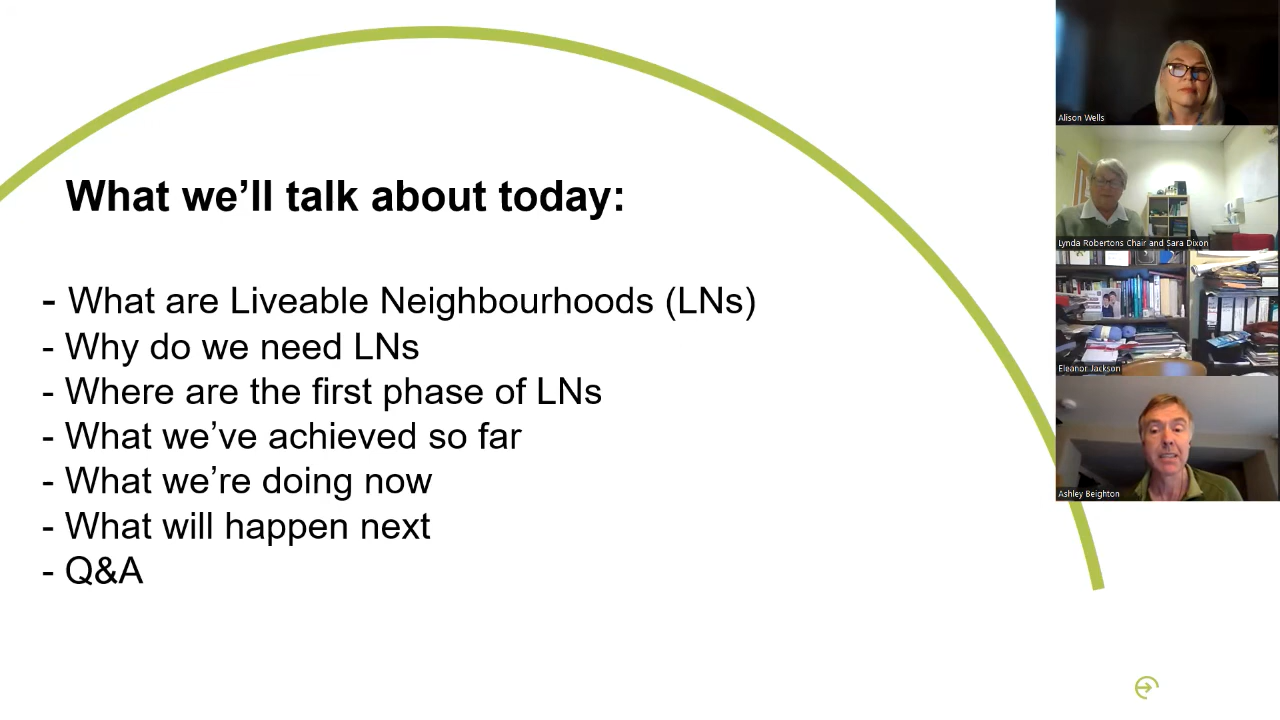 What we’ll talk about today:
- What are Liveable Neighbourhoods (LNs)
- Why do we need LNs
- Where are the first phase of LNs
- What we’ve achieved so far
- What we’re doing now
- What will happen next
- Q&A
Alison Wells
Lynda Robertons Chair and Sara Dixon
Eleanor Jackson
Ashley Beighton